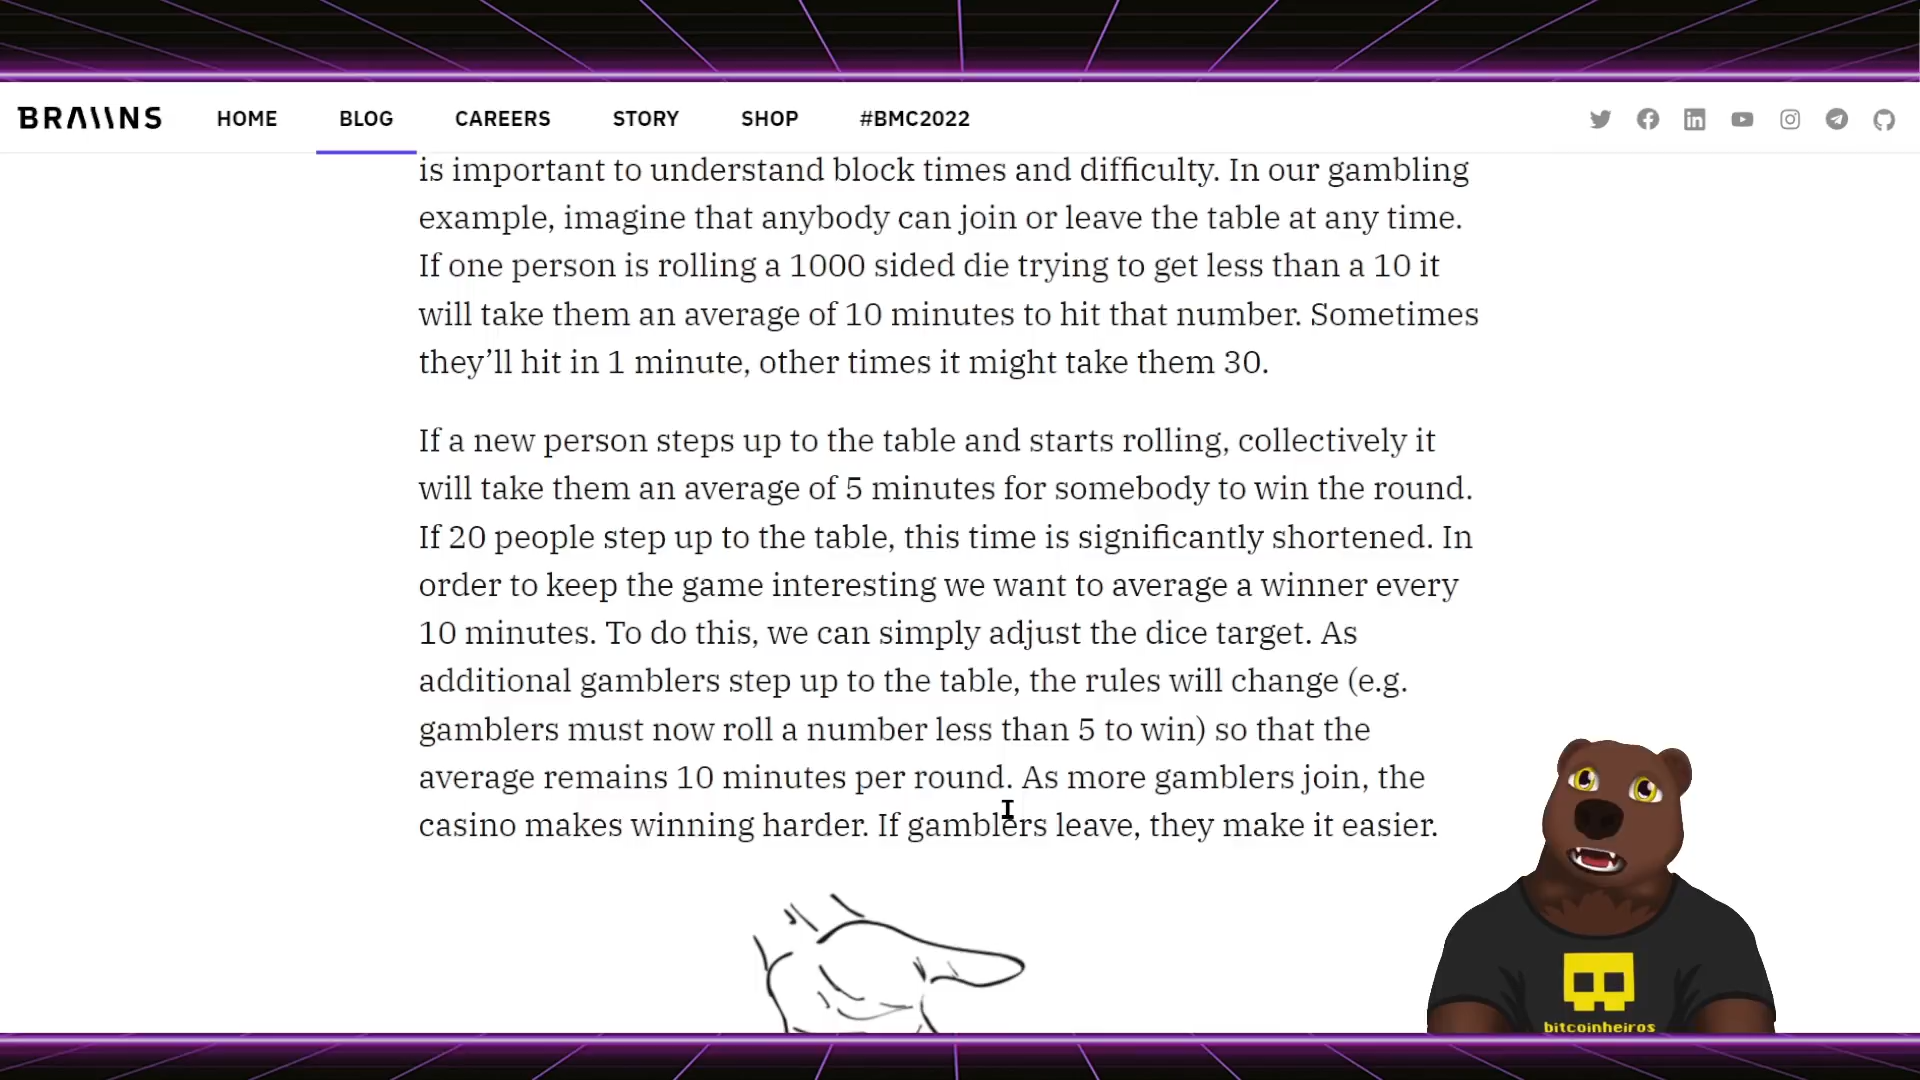 BRAIINS HOME BLOG CAREERS STORY SHOP #BMC2022
is important to understand block times and difficulty. In our gambling
example, imagine that anybody can join or leave the table at any time.
If one person is rolling a 1000 sided die trying to get less than a 10 it
will take them an average of 10 minutes to hit that number. Sometimes
they’ll hit in 1 minute, other times it might take them 30.
If a new person steps up to the table and starts rolling, collectively it
will take them an average of 5 minutes for somebody to win the round.
If 20 people step up to the table, this time is significantly shortened. In
order to keep the game interesting we want to average a winner every
10 minutes. To do this, we can simply adjust the dice target. As
additional gamblers step up to the table, the rules will change (e.g.
gamblers must now roll a number less than 5 to win) so that the
average remains 10 minutes per round. As more gamblers join, the
casino makes winning harder. If gamblers leave, they make it easier.
bitcoinheiros